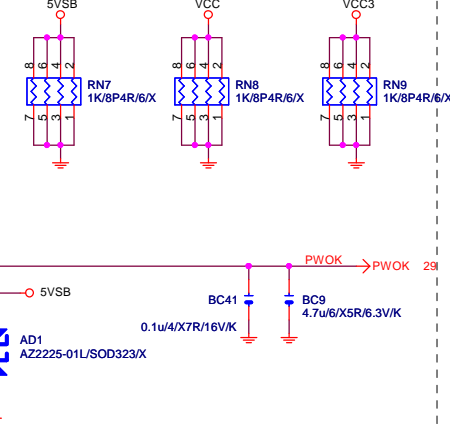 5VSB VCC VCC3
8 6 4 2 8 6 4 2 8 6 4 2
RN7 RN8 RN9
1K/8P4R/6/X 1K/8P4R/6/X 1K/8P4R/6/X
7 5 3 1 7 5 3 1 7 5 3 1
PWOK
PWOK 29
5VSB
BC41 BC9
4.7u/6/X5R/6.3V/K
0.1u/4/X7R/16V/K
AD1
AZ2225-01L/SOD323/X